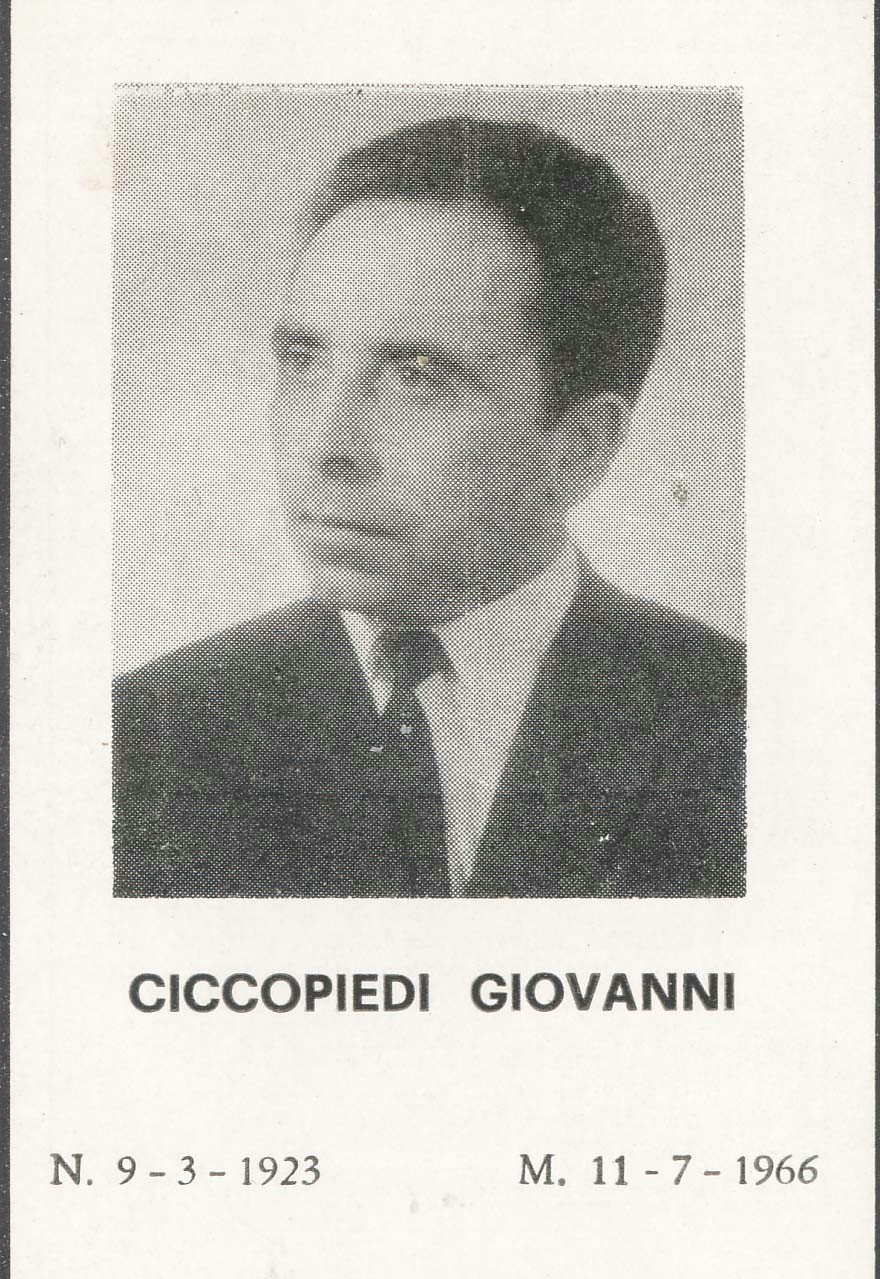 CICCOPIEDI GIOVANNI
N. 9-3-1923 M. 11-7-1966